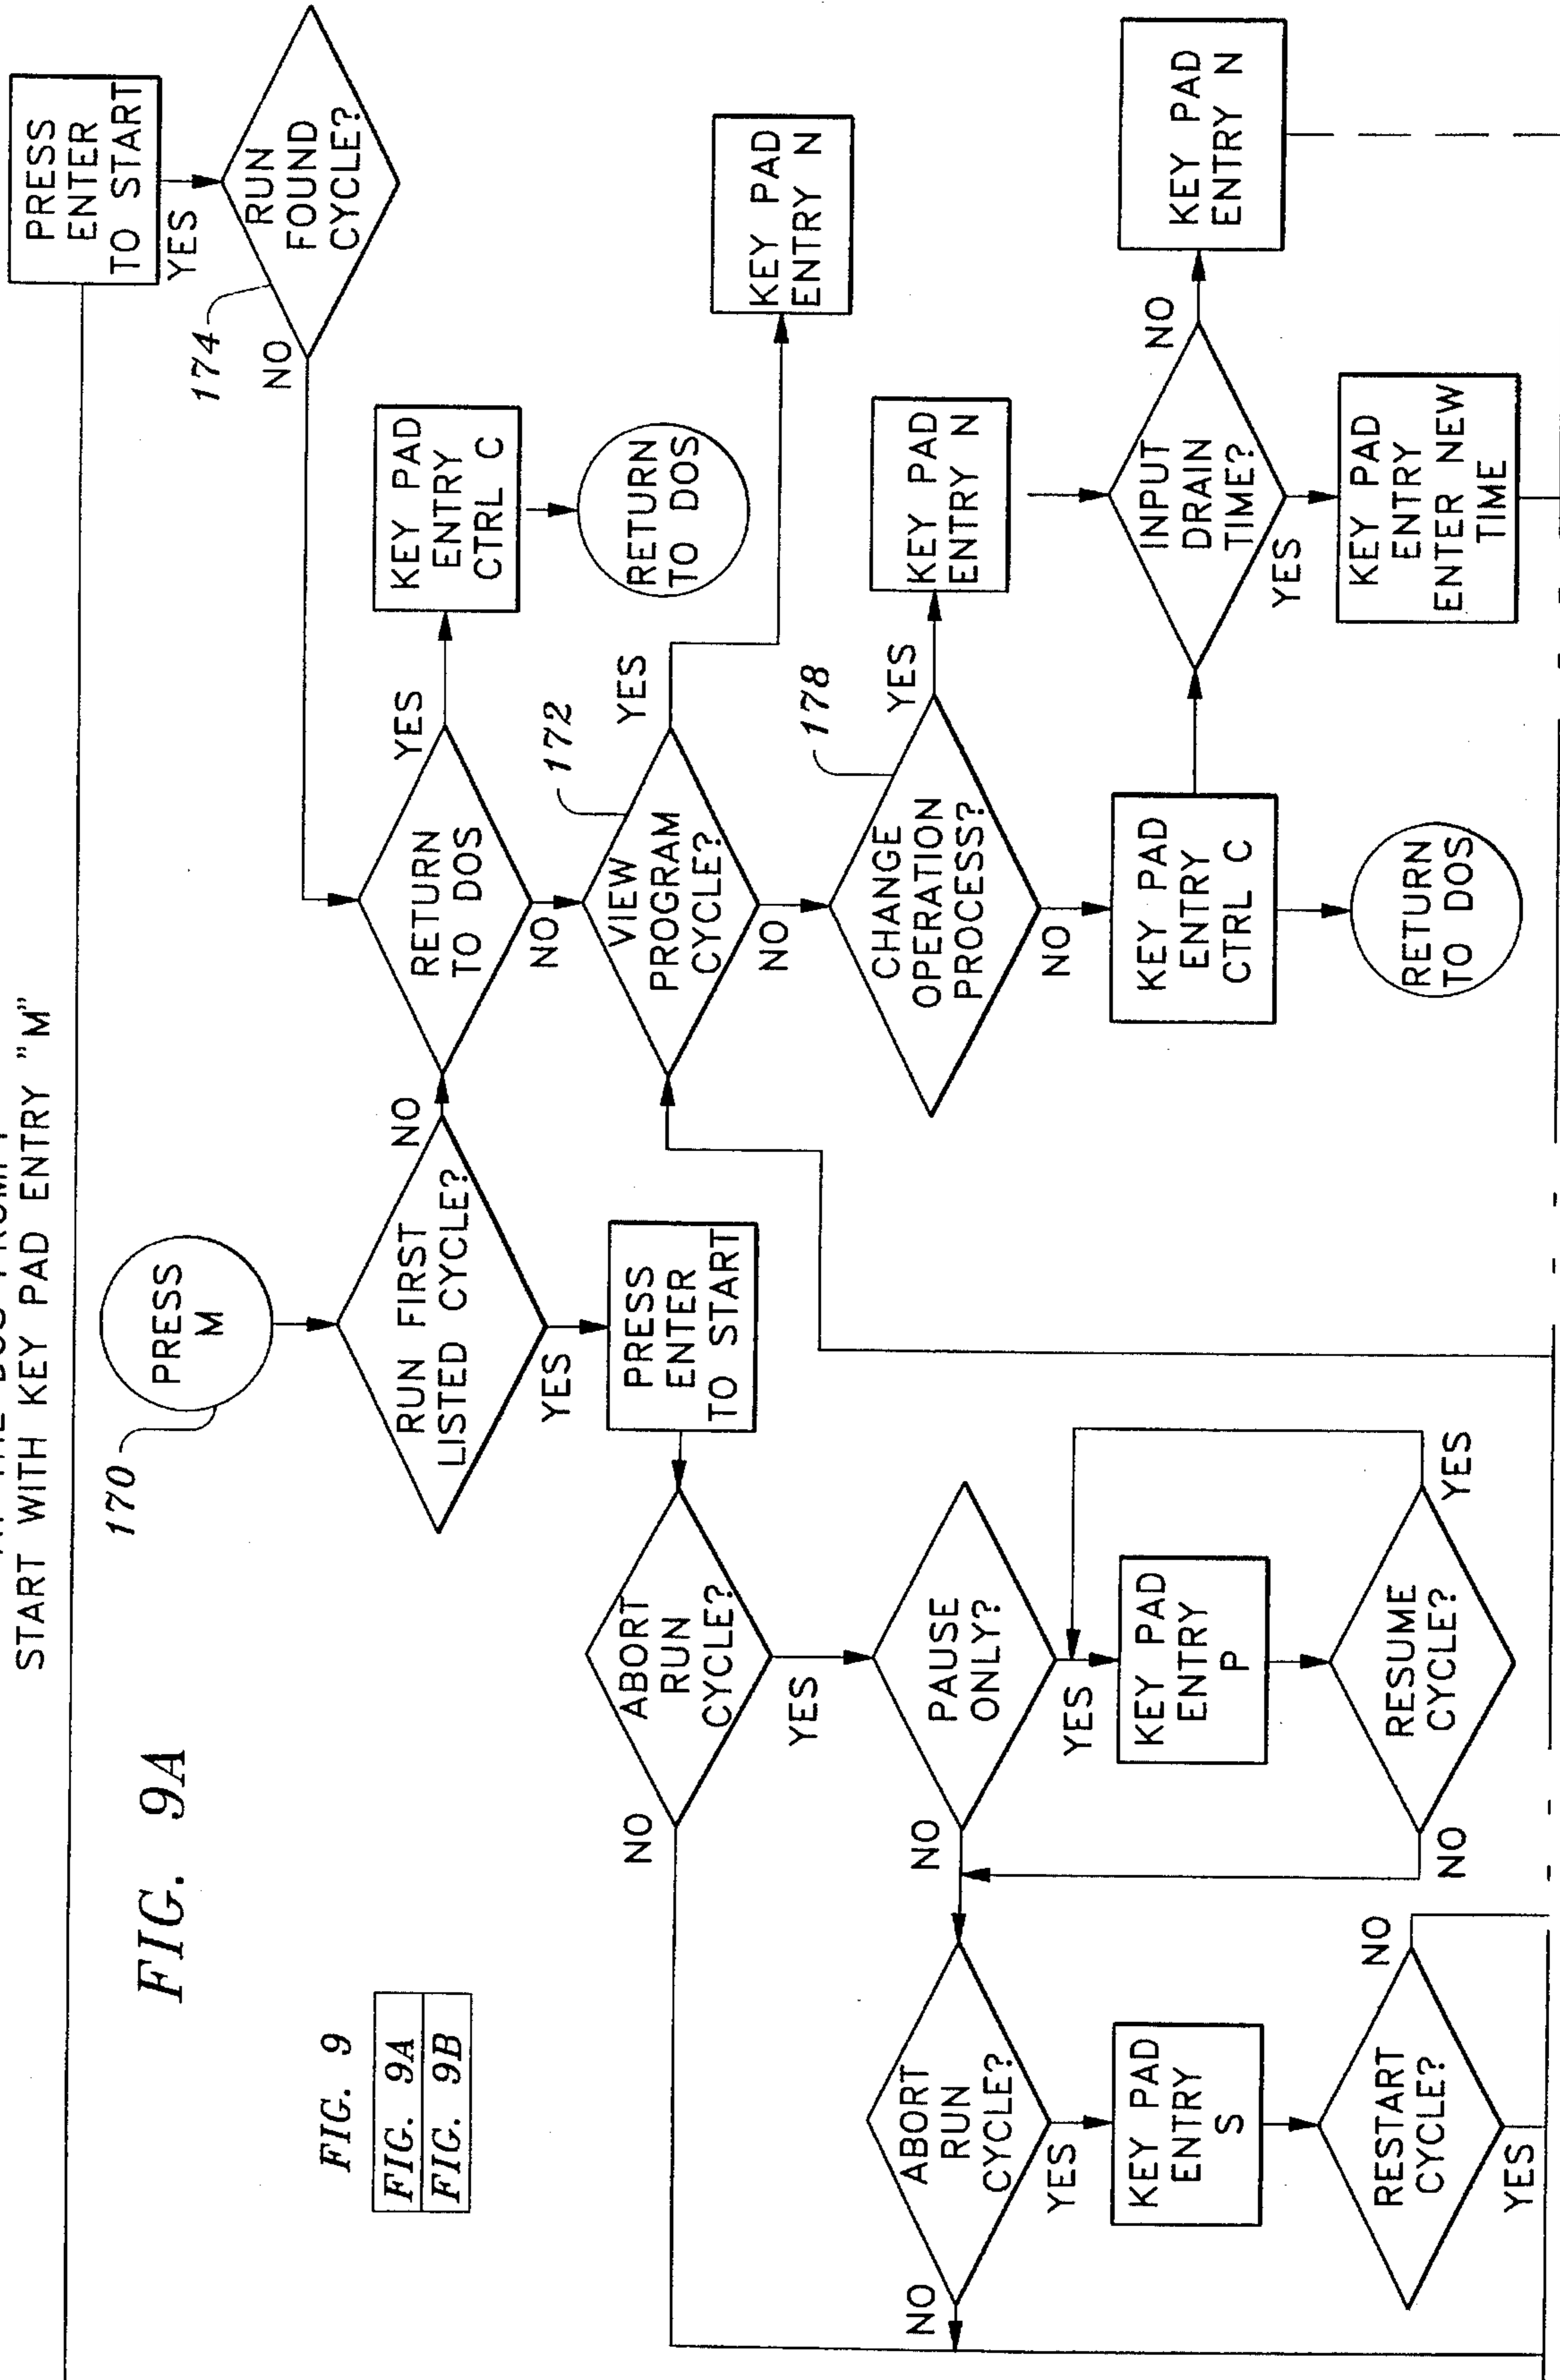 START WITH KEY PAD ENTRY "M"
FIG. 9A
FIG. 9
FIG. 9A
FIG. 9B
170
PRESS
M
RUN FIRST
LISTED CYCLE?
NO
YES
PRESS
ENTER
TO START
ABORT
RUN
CYCLE?
NO
YES
PAUSE
ONLY?
NO
YES
KEY PAD
ENTRY
P
RESUME
CYCLE?
YES
NO
ABORT
RUN
CYCLE?
NO
YES
KEY PAD
ENTRY
S
RESTART
CYCLE?
NO
YES
PRESS
ENTER
TO START
YES
RUN
FOUND
CYCLE?
174
NO
RETURN
TO DOS
YES
NO
KEY PAD
ENTRY
CTRL C
RETURN
TO DOS
172
VIEW
PROGRAM
CYCLE?
YES
NO
KEY PAD
ENTRY N
178
CHANGE
OPERATION
PROCESS?
YES
NO
KEY PAD
ENTRY N
KEY PAD
ENTRY
CTRL C
RETURN
TO DOS
INPUT
DRAIN
TIME?
NO
YES
KEY PAD
ENTRY N
KEY PAD
ENTRY
ENTER NEW
TIME